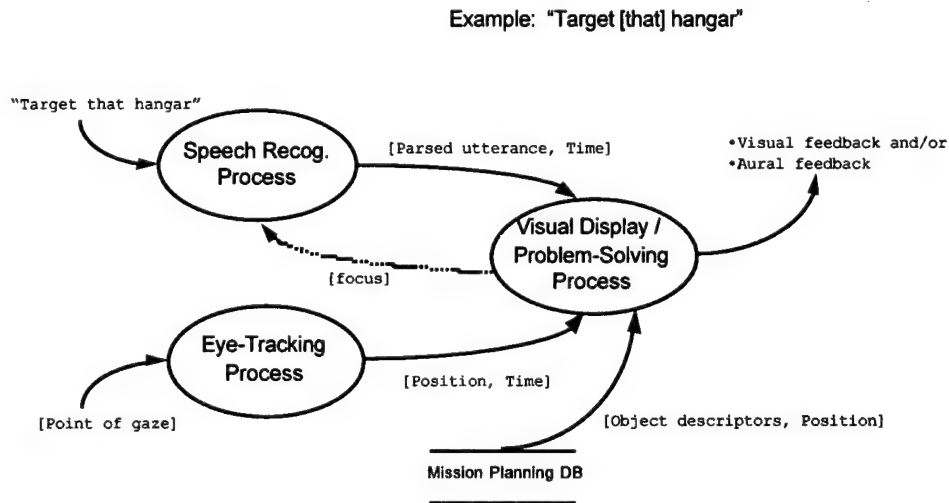 Example: “Target [that] hangar”
“Target that hangar”
Speech Recog.
Process
[Parsed utterance, Time]
•Visual feedback and/or
•Aural feedback
Visual Display /
Problem-Solving
Process
[focus]
Eye-Tracking
Process
[Position, Time]
[Point of gaze]
[Object descriptors, Position]
Mission Planning DB